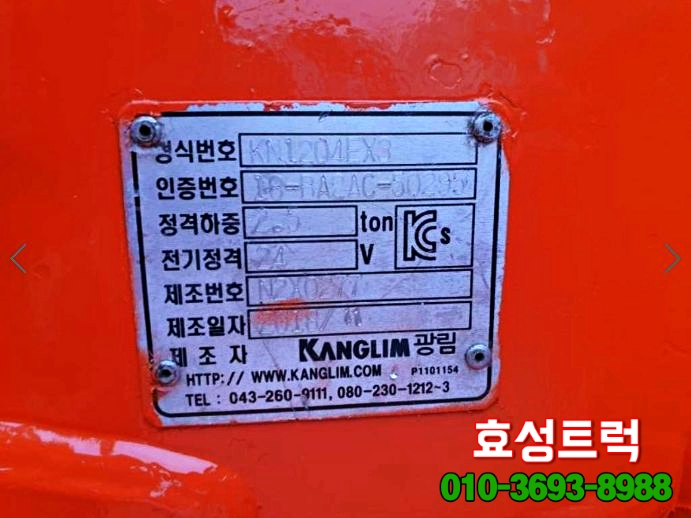 형식번호 KN1204EX3
인증번호
정격하중 2.5 ton KCs
전기정격 24 V
제조번호
제조일자 2018/
제조자 KANGLIM 광림
HTTP:// WWW.KANGLIM.COM P1101154
TEL : 043-260-9111, 080-230-1212~3
효성트럭
010-3693-8988